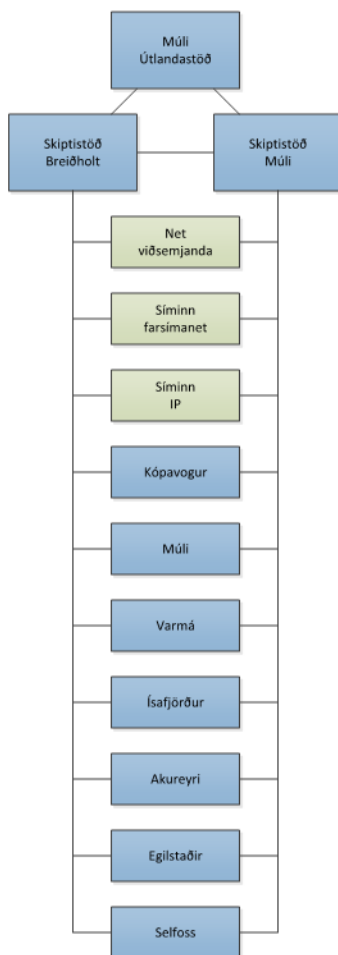 Múli
Útlandastöð
Skiptistöð
Breiðholt
Skiptistöð
Múli
Net
viðsemjanda
Síminn
farsímanet
Síminn
IP
Kópavogur
Múli
Varmá
Ísafjörður
Akureyri
Egilstaðir
Selfoss